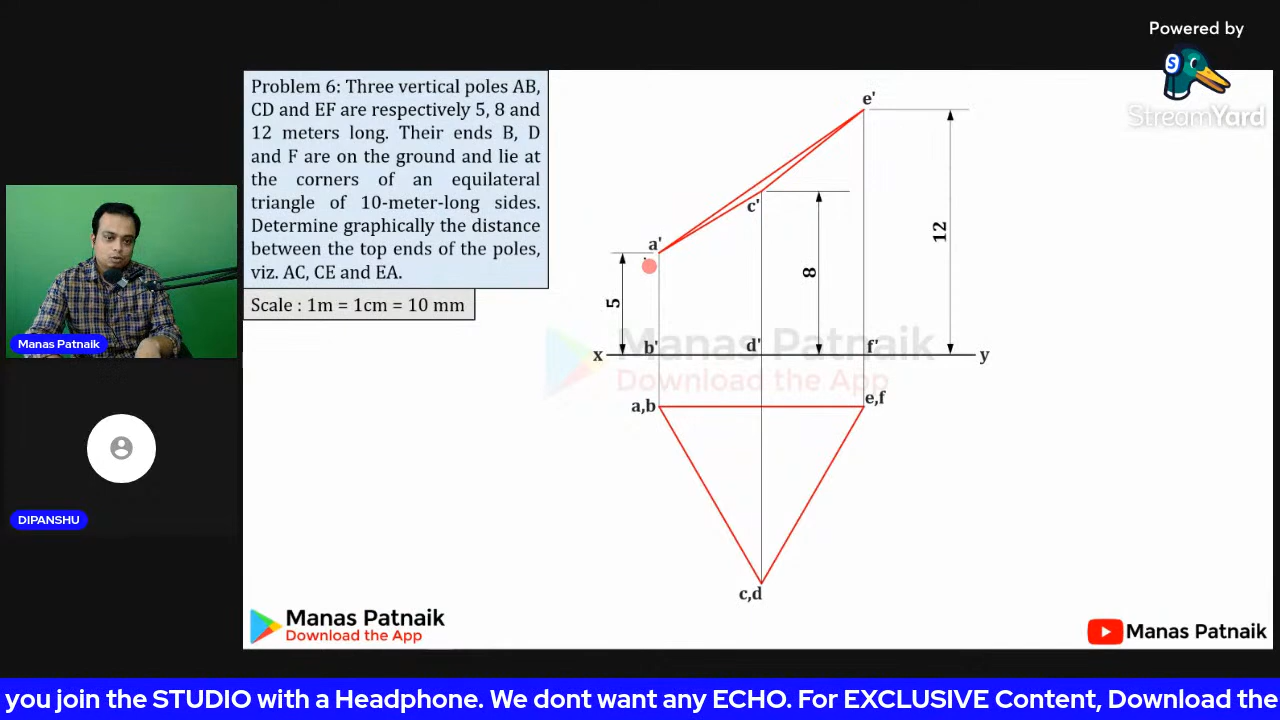 Powered by
S
StreamYard
Problem 6: Three vertical poles AB,
CD and EF are respectively 5, 8 and
12 meters long. Their ends B, D
and F are on the ground and lie at
the corners of an equilateral
triangle of 10-meter-long sides.
Determine graphically the distance
between the top ends of the poles,
viz. AC, CE and EA.
Scale : 1m = 1cm = 10 mm
e'
c'
a'
12
8
5
x
b'
d'
f'
y
Manas Patnaik
Download the App
a,b
e,f
c,d
Manas Patnaik
DIPANSHU
Manas Patnaik
Download the App
Manas Patnaik
you join the STUDIO with a Headphone. We dont want any ECHO. For EXCLUSIVE Content, Download the